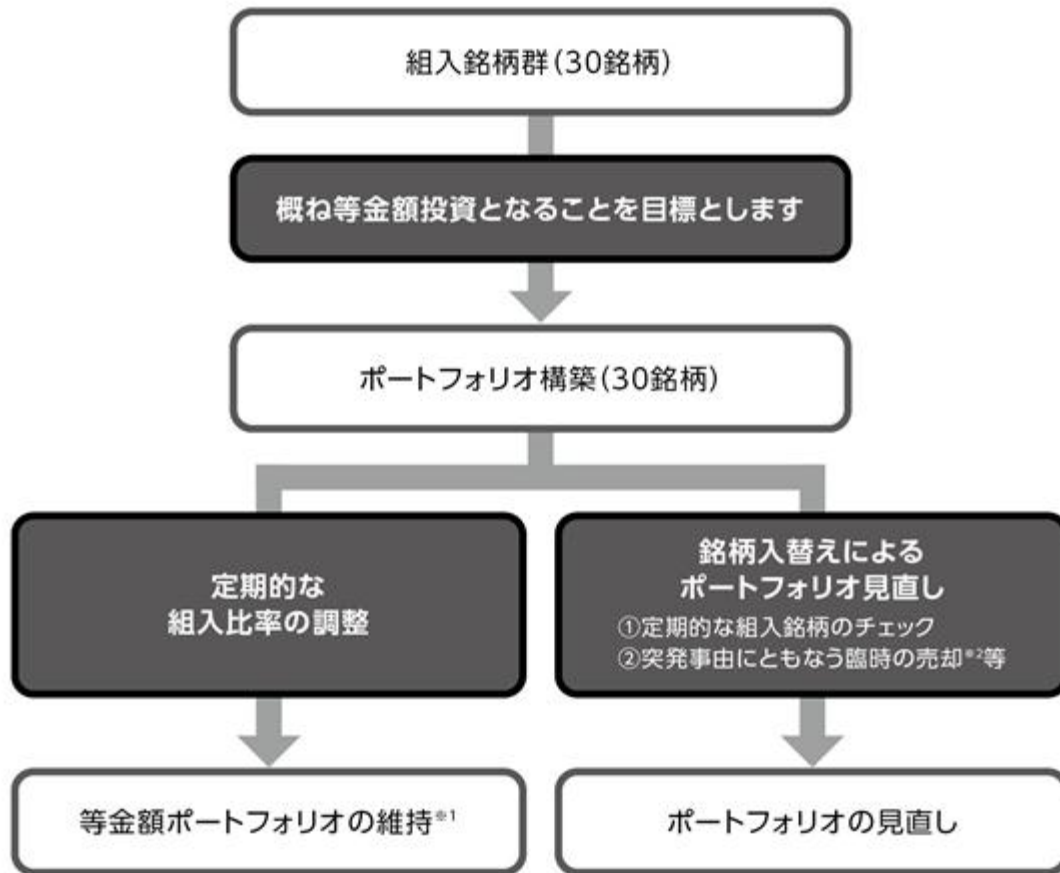 組入銘柄群(30銘柄)
概ね等金額投資となることを目標とします
ポートフォリオ構築(30銘柄)
定期的な
組入比率の調整
銘柄入替えによる
ポートフォリオ見直し
①定期的な組入銘柄のチェック
②突発事由にともなう臨時の売却※2等
等金額ポートフォリオの維持※1
ポートフォリオの見直し